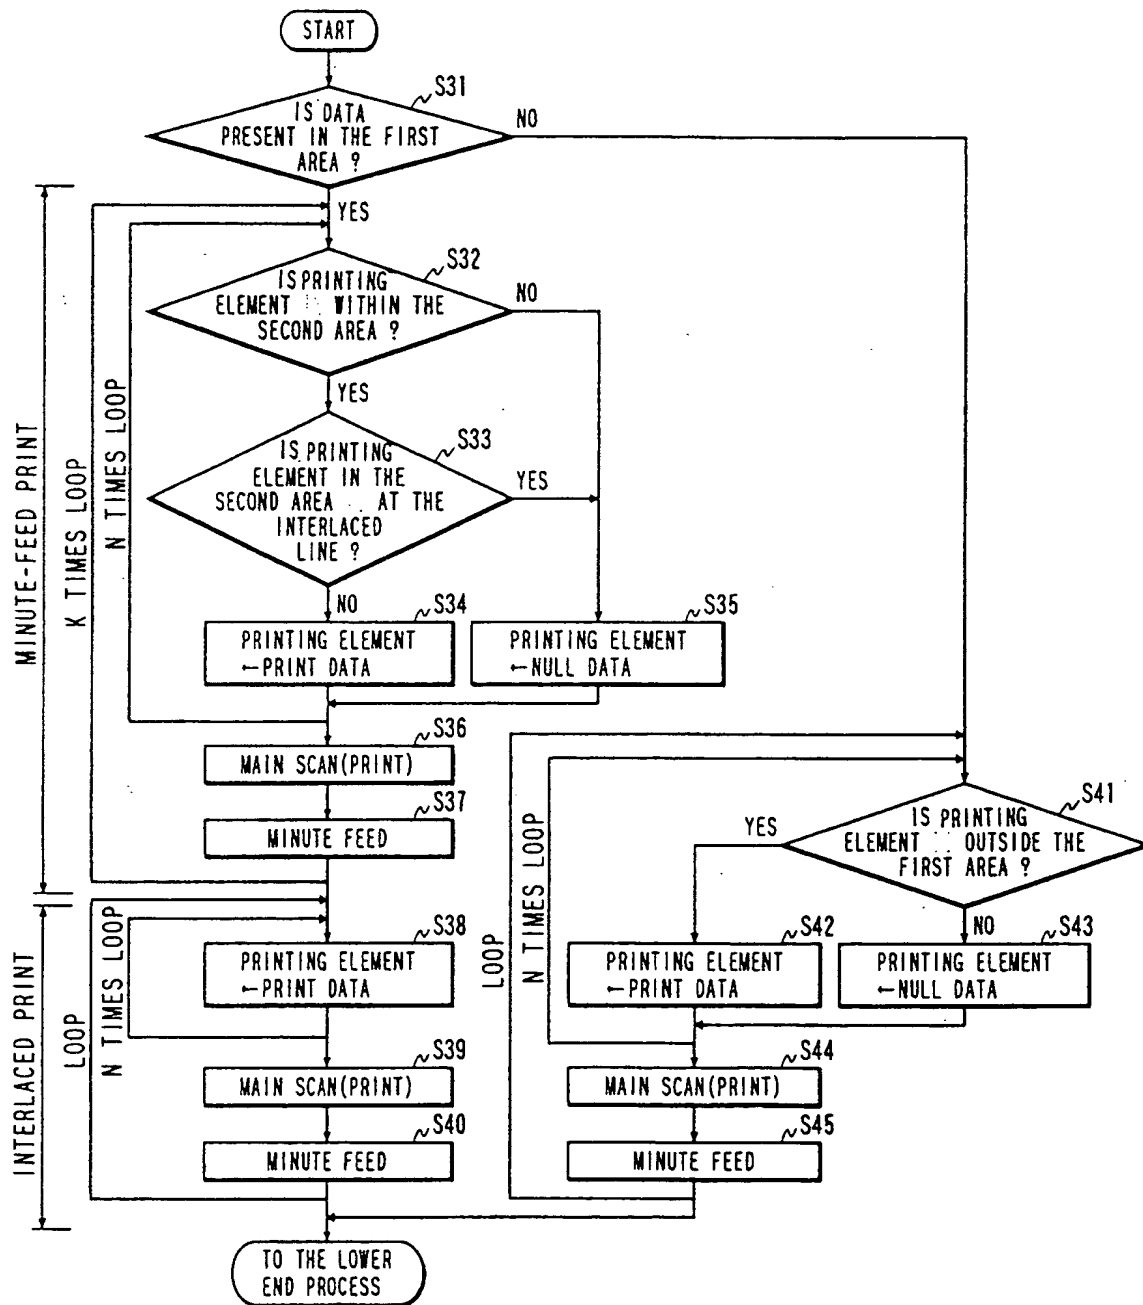 START
S31
IS DATA
PRESENT IN THE FIRST
AREA ?
NO
YES
S32
IS PRINTING
ELEMENT WITHIN THE
SECOND AREA ?
NO
YES
S33
IS PRINTING
ELEMENT IN THE
SECOND AREA AT THE
INTERLACED
LINE ?
YES
NO
S34
PRINTING ELEMENT
←PRINT DATA
S35
PRINTING ELEMENT
←NULL DATA
S36
MAIN SCAN(PRINT)
S37
MINUTE FEED
MINUTE-FEED PRINT
K TIMES LOOP
N TIMES LOOP
S38
PRINTING ELEMENT
←PRINT DATA
S39
MAIN SCAN(PRINT)
S40
MINUTE FEED
INTERLACED PRINT
LOOP
N TIMES LOOP
S41
IS PRINTING
ELEMENT OUTSIDE THE
FIRST AREA ?
YES
NO
S42
PRINTING ELEMENT
←PRINT DATA
S43
PRINTING ELEMENT
←NULL DATA
S44
MAIN SCAN(PRINT)
S45
MINUTE FEED
LOOP
N TIMES LOOP
TO THE LOWER
END PROCESS